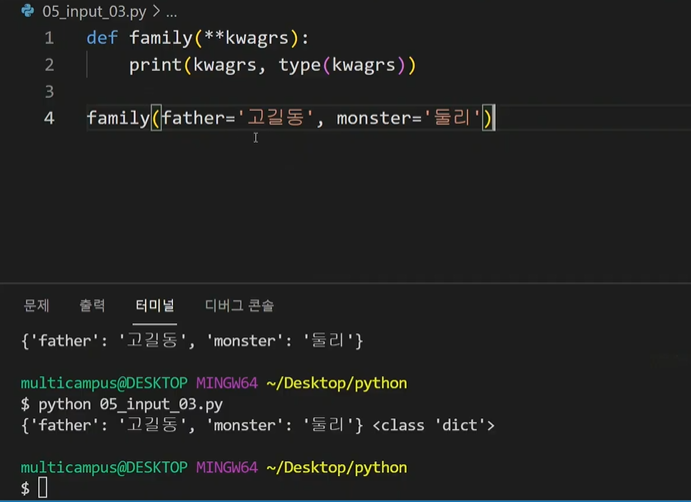 05_input_03.py > ...
1 def family(**kwagrs):
2     print(kwagrs, type(kwagrs))
3
4 family(father='고길동', monster='둘리')
문제 출력 터미널 디버그 콘솔
{'father': '고길동', 'monster': '둘리'}
multicampus@DESKTOP MINGW64 ~/Desktop/python
$ python 05_input_03.py
{'father': '고길동', 'monster': '둘리'} <class 'dict'>
multicampus@DESKTOP MINGW64 ~/Desktop/python
$